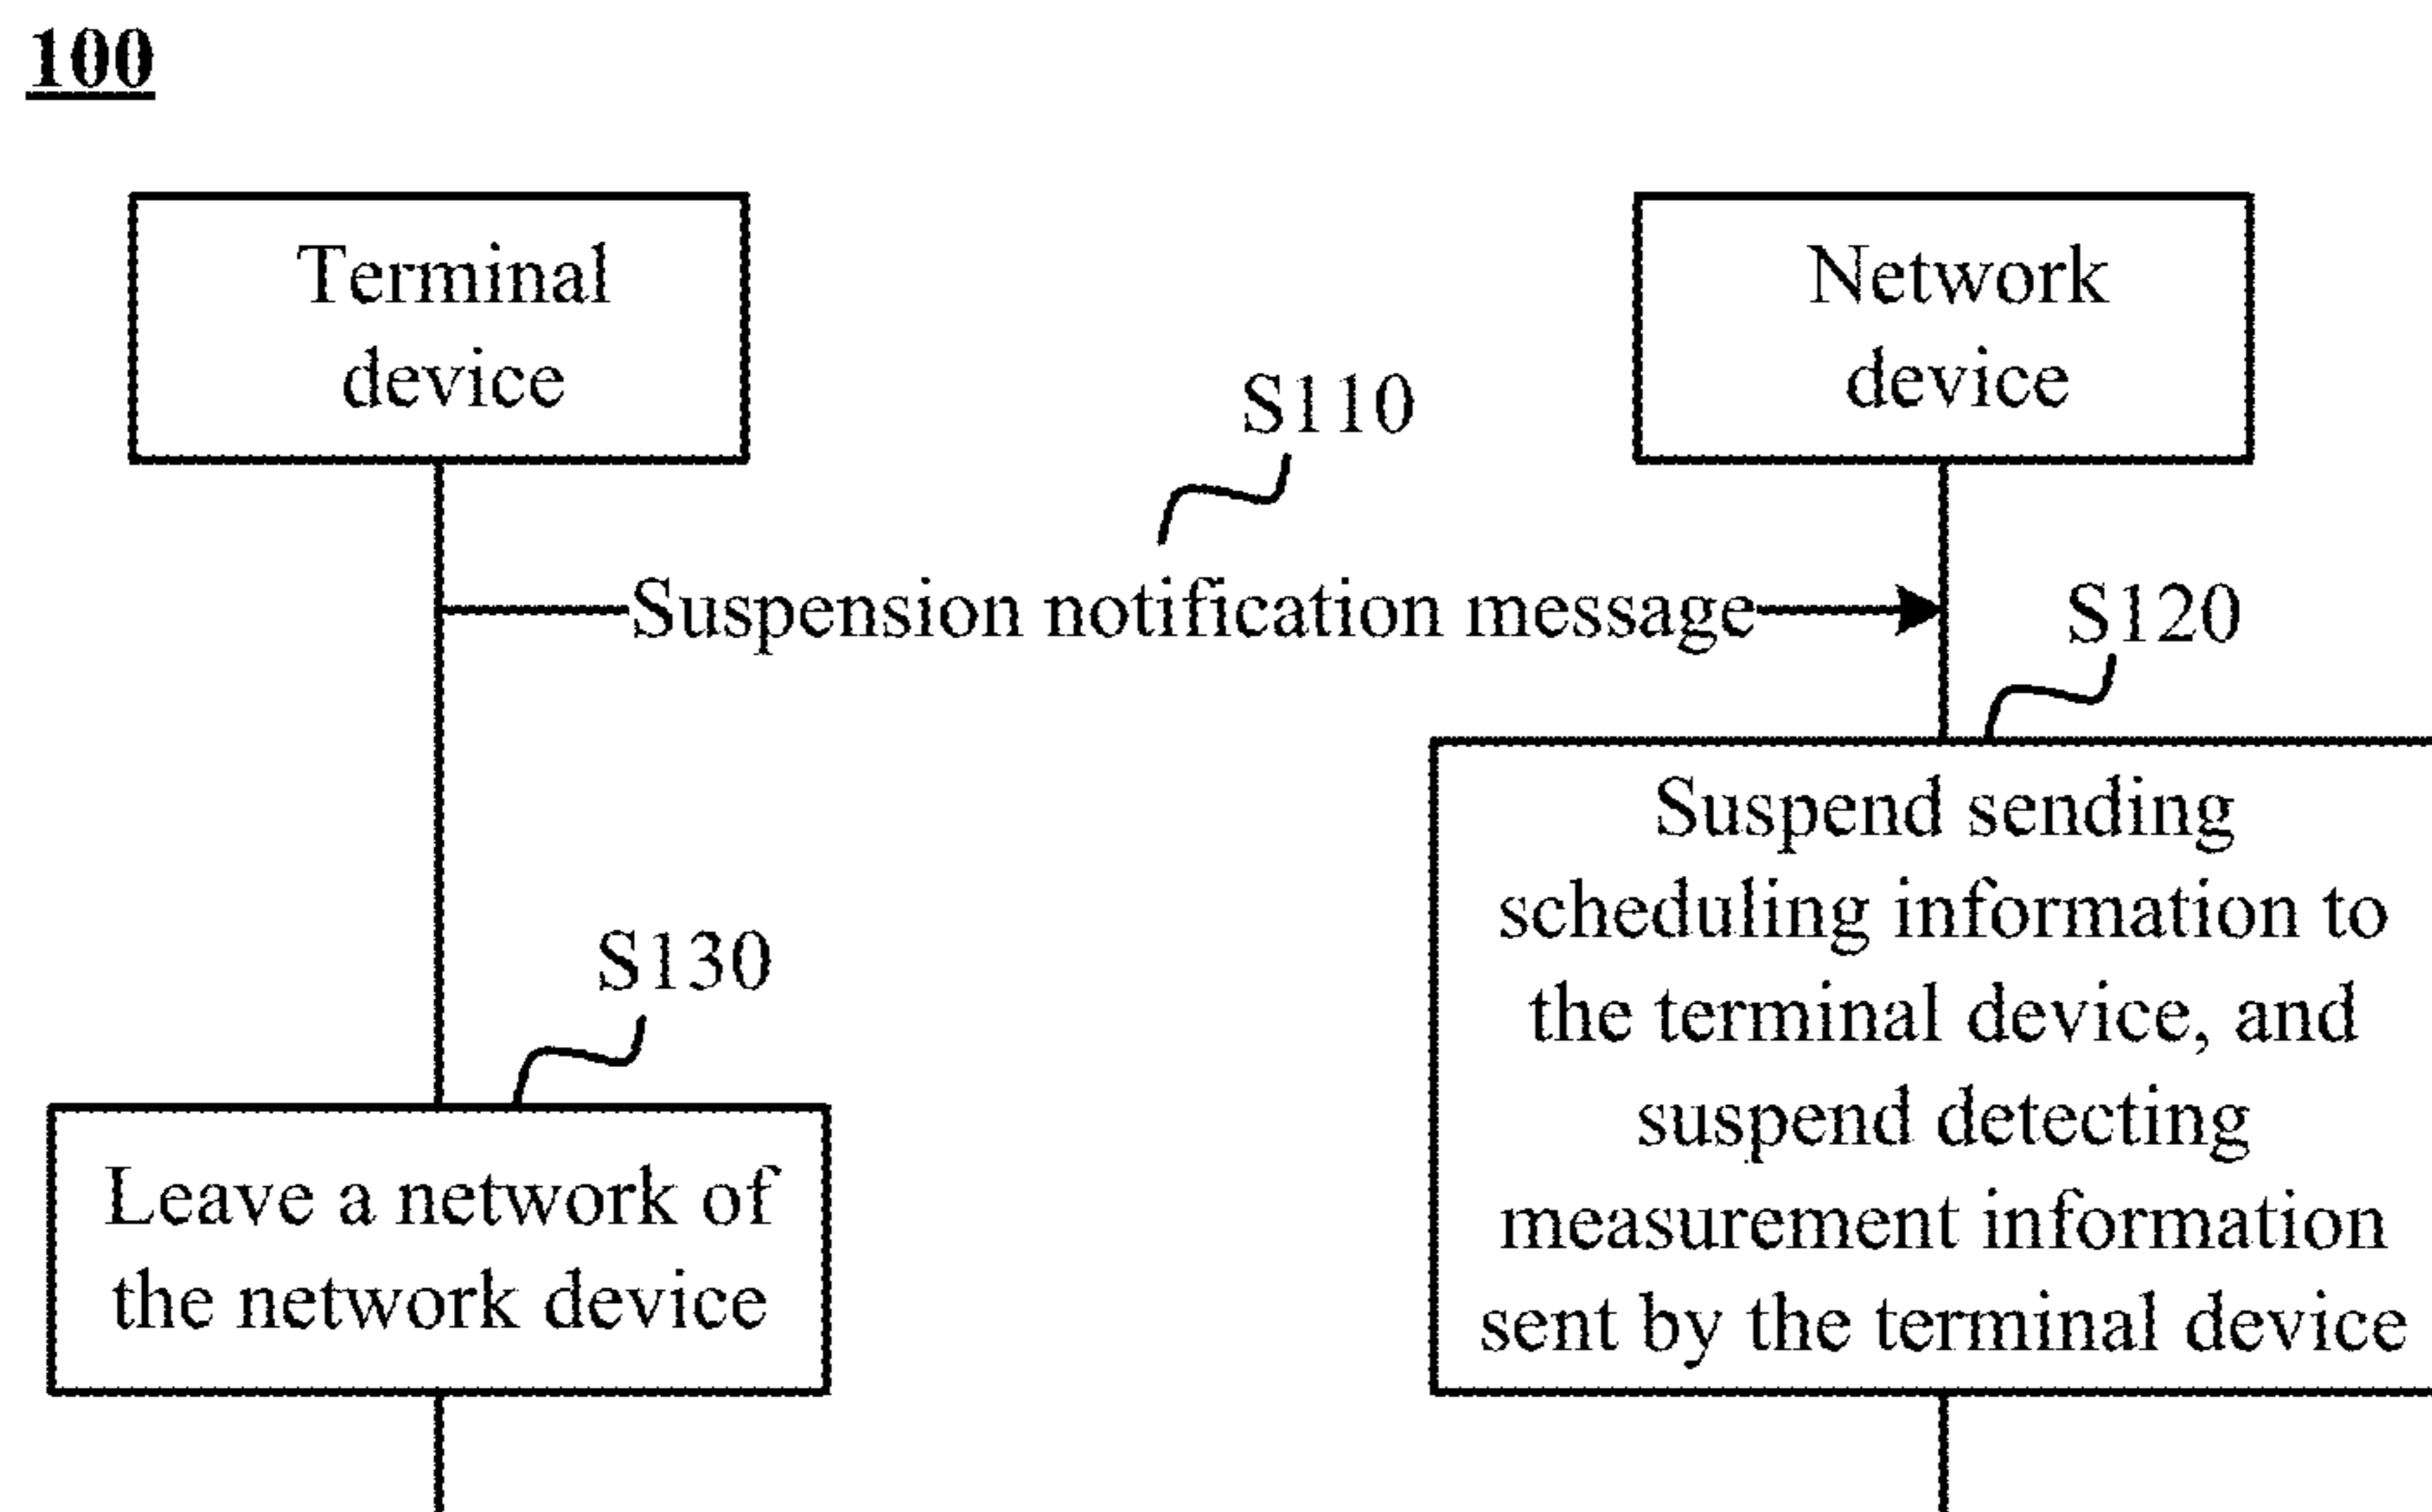 100
Terminal
device
Network
device
S110
Suspension notification message
S120
Suspend sending
scheduling information to
the terminal device, and
suspend detecting
measurement information
sent by the terminal device
S130
Leave a network of
the network device